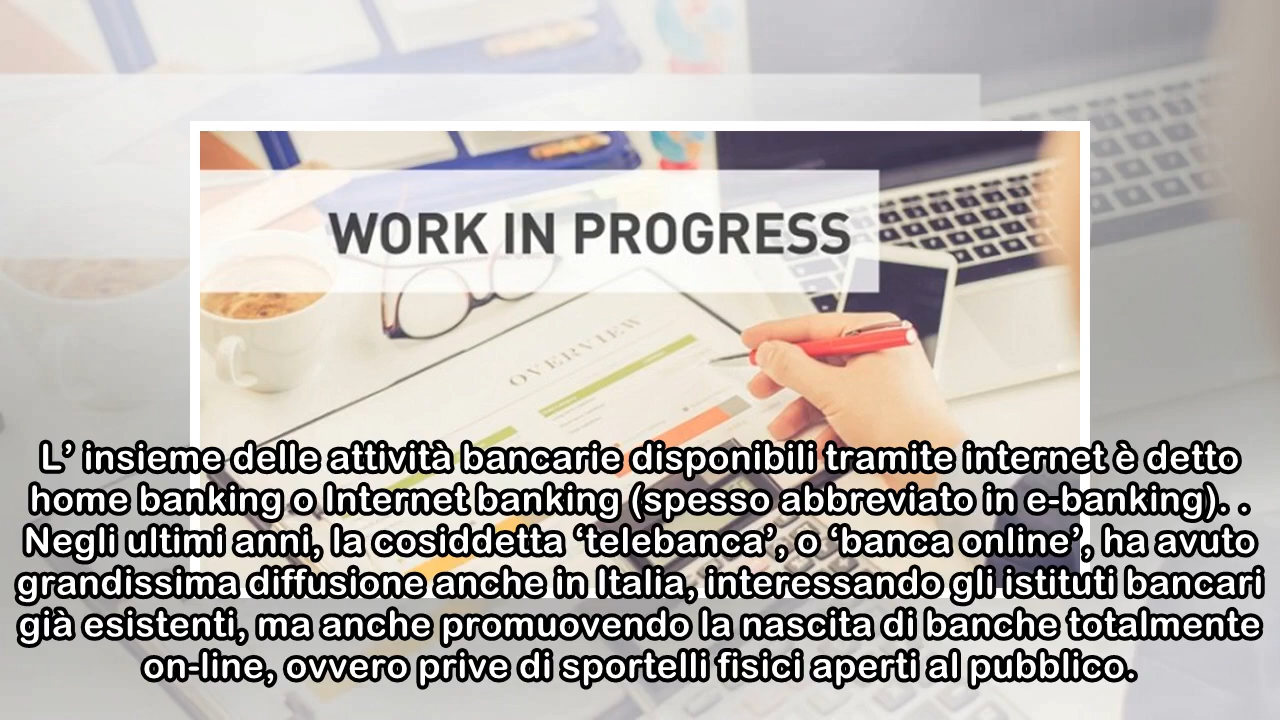 WORK IN PROGRESS
OVERVIEW
L’ insieme delle attività bancarie disponibili tramite internet è detto
home banking o Internet banking (spesso abbreviato in e-banking). .
Negli ultimi anni, la cosiddetta ‘telebanca’, o ‘banca online’, ha avuto
grandissima diffusione anche in Italia, interessando gli istituti bancari
già esistenti, ma anche promuovendo la nascita di banche totalmente
on-line, ovvero prive di sportelli fisici aperti al pubblico.